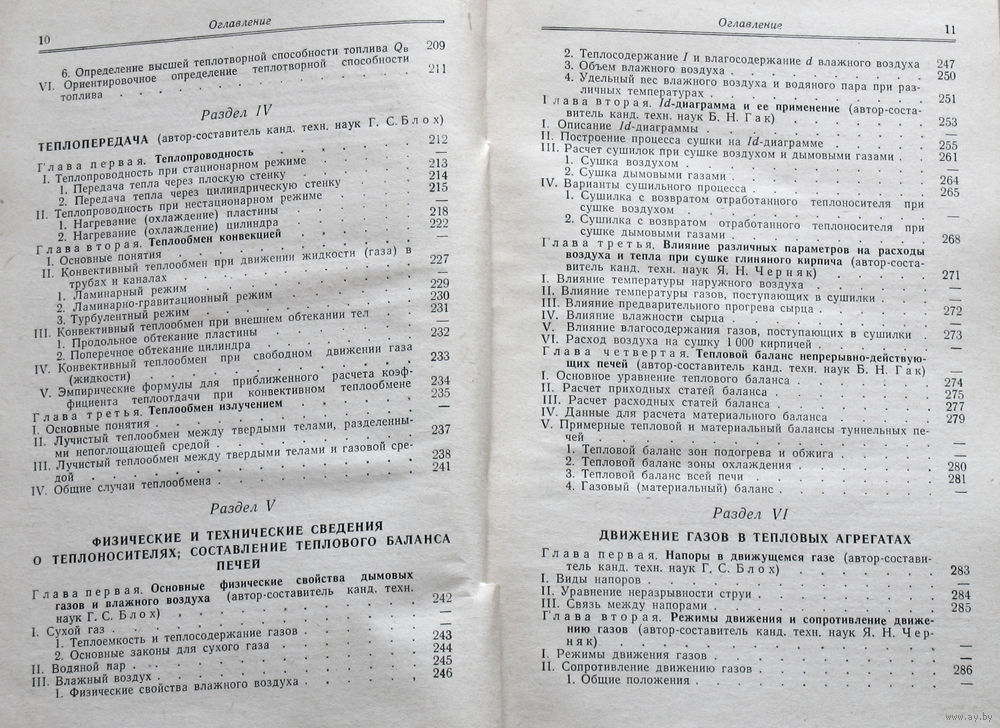 10
Оглавление
6. Определение высшей теплотворной способности топлива Qв 209
VI. Ориентировочное определение теплотворной способности
топлива . . . . . . . 211
Раздел IV
ТЕПЛОПЕРЕДАЧА (автор-составитель канд. техн. наук Г. С. Блох)
Глава первая. Теплопроводность . . . . . . . 212
I. Теплопроводность при стационарном режиме . . . . —
1. Передача тепла через плоскую стенку . . . . 213
2. Передача тепла через цилиндрическую стенку . . . 214
II. Теплопроводность при нестационарном режиме . . . 215
1. Нагревание (охлаждение) пластины . . . . —
2. Нагревание (охлаждение) цилиндра . . . . 218
Глава вторая. Теплообмен конвекцией . . . . 222
I. Основные понятия . . . . . —
II. Конвективный теплообмен при движении жидкости (газа) в
трубах и каналах . . . . . 227
1. Ламинарный режим . . . . —
2. Ламинарно-гравитационный режим . . . . 229
3. Турбулентный режим . . . . 230
III. Конвективный теплообмен при внешнем обтекании тел . . 231
1. Продольное обтекание пластины . . . . —
2. Поперечное обтекание цилиндра . . . . 232
IV. Конвективный теплообмен при свободном движении газа
(жидкости) . . . . . 233
V. Эмпирические формулы для приближенного расчета коэф-
фициента теплоотдачи при конвективном теплообмене 234
Глава третья. Теплообмен излучением . . . . 235
I. Основные понятия . . . . . —
II. Лучистый теплообмен между твердыми телами, разделенны-
ми непоглощающей средой . . . . 237
III. Лучистый теплообмен между твердыми телами и газовой сре-
дой . . . . . 238
IV. Общие случаи теплообмена . . . . 241
Раздел V
ФИЗИЧЕСКИЕ И ТЕХНИЧЕСКИЕ СВЕДЕНИЯ
О ТЕПЛОНОСИТЕЛЯХ; СОСТАВЛЕНИЕ ТЕПЛОВОГО БАЛАНСА
ПЕЧЕЙ
Глава первая. Основные физические свойства дымовых
газов и влажного воздуха (автор-составитель канд. техн.
наук Г. С. Блох) . . . . . 242
I. Сухой газ . . . . . —
1. Теплоемкость и теплосодержание газов . . . . 243
2. Основные законы для сухого газа . . . . 244
II. Водяной пар . . . . . 245
III. Влажный воздух . . . . . 246
1. Физические свойства влажного воздуха . . . .
Оглавление
11
2. Теплосодержание I и влагосодержание d влажного воздуха 247
3. Объем влажного воздуха . . . . 250
4. Удельный вес влажного воздуха и водяного пара при раз-
личных температурах . . . . 251
Глава вторая. Id-диаграмма и ее применение (автор-соста-
витель канд. техн. наук Б. Н. Гак) . . . . 253
I. Описание Id-диаграммы . . . . —
II. Построение процесса сушки на Id-диаграмме . . . 255
III. Расчет сушилок при сушке воздухом и дымовыми газами . . 261
1. Сушка воздухом . . . . —
2. Сушка дымовыми газами . . . . 264
IV. Варианты сушильного процесса . . . . 265
1. Сушилка с возвратом отработанного теплоносителя при
сушке воздухом . . . . —
2. Сушилка с возвратом отработанного теплоносителя при
сушке дымовыми газами . . . . 268
Глава третья. Влияние различных параметров на расходы
воздуха и тепла при сушке глиняного кирпича (автор-соста-
витель канд. техн. наук Я. Н. Черняк) . . . . 271
I. Влияние температуры наружного воздуха . . . . —
II. Влияние температуры газов, поступающих в сушилки . . —
III. Влияние предварительного прогрева сырца . . . . 272
IV. Влияние влажности сырца . . . . —
V. Влияние влагосодержания газов, поступающих в сушилки . 273
VI. Расход воздуха на сушку 1 000 кирпичей . . . . —
Глава четвертая. Тепловой баланс непрерывно-действую-
щих печей (автор-составитель канд. техн. наук Б. Н. Гак) —
I. Основное уравнение теплового баланса . . . . 274
II. Расчет приходных статей баланса . . . . 275
III. Расчет расходных статей баланса . . . . 277
IV. Данные для расчета материального баланса . . . 279
V. Примерные тепловой и материальный балансы туннельных пе-
чей . . . . . —
1. Тепловой баланс зон подогрева и обжига . . . —
2. Тепловой баланс зоны охлаждения . . . . 280
3. Тепловой баланс всей печи . . . . 281
4. Газовый (материальный) баланс . . . . —
Раздел VI
ДВИЖЕНИЕ ГАЗОВ В ТЕПЛОВЫХ АГРЕГАТАХ
Глава первая. Напоры в движущемся газе (автор-состави-
тель канд. техн. наук Г. С. Блох) . . . . 283
I. Виды напоров . . . . —
II. Уравнение неразрывности струи . . . . 284
III. Связь между напорами . . . . 285
Глава вторая. Режимы движения и сопротивление движе-
нию газов (автор-составитель канд. техн. наук Я. Н. Чер-
няк) . . . . —
I. Режимы движения газов . . . . —
II. Сопротивление движению газов . . . . 286
1. Общие положения . . . . —
www.ay.by